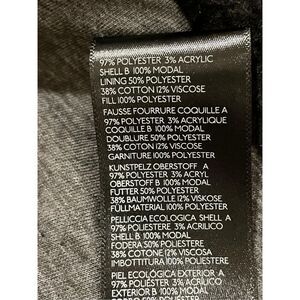 97% POLYESTER 3% ACRYLIC
SHELL B 100% MODAL
LINING 50% POLYESTER
38% COTTON 12% VISCOSE
FILL 100% POLYESTER
FAUSSE FOURRURE COQUILLE A
97% POLYESTER 3% ACRYLIQUE
COQUILLE B 100% MODAL
DOUBLURE 50% POLYESTER
38% COTON 12% VISCOSE
GARNITURE 100% POLYESTER
KUNSTPELZ OBERSTOFF A
97% POLYESTER 3% ACRYL
OBERSTOFF B 100% MODAL
FUTTER 50% POLYESTER
38% BAUMWOLLE 12% VISKOSE
FÜLLMATERIAL 100% POLYESTER
PELLICCIA ECOLOGICA SHELL A
97% POLIESTERE 3% ACRILICO
SHELL B 100% MODAL
FODERA 50% POLIESTERE
38% COTONE 12% VISCOSA
IMBOTTITURA 100% POLIESTERE
PIEL ECOLÓGICA EXTERIOR A
97% POLIÉSTER 3% ACRÍLICO
EXTERIOR B 100% MODAL
50% POLIÉSTER